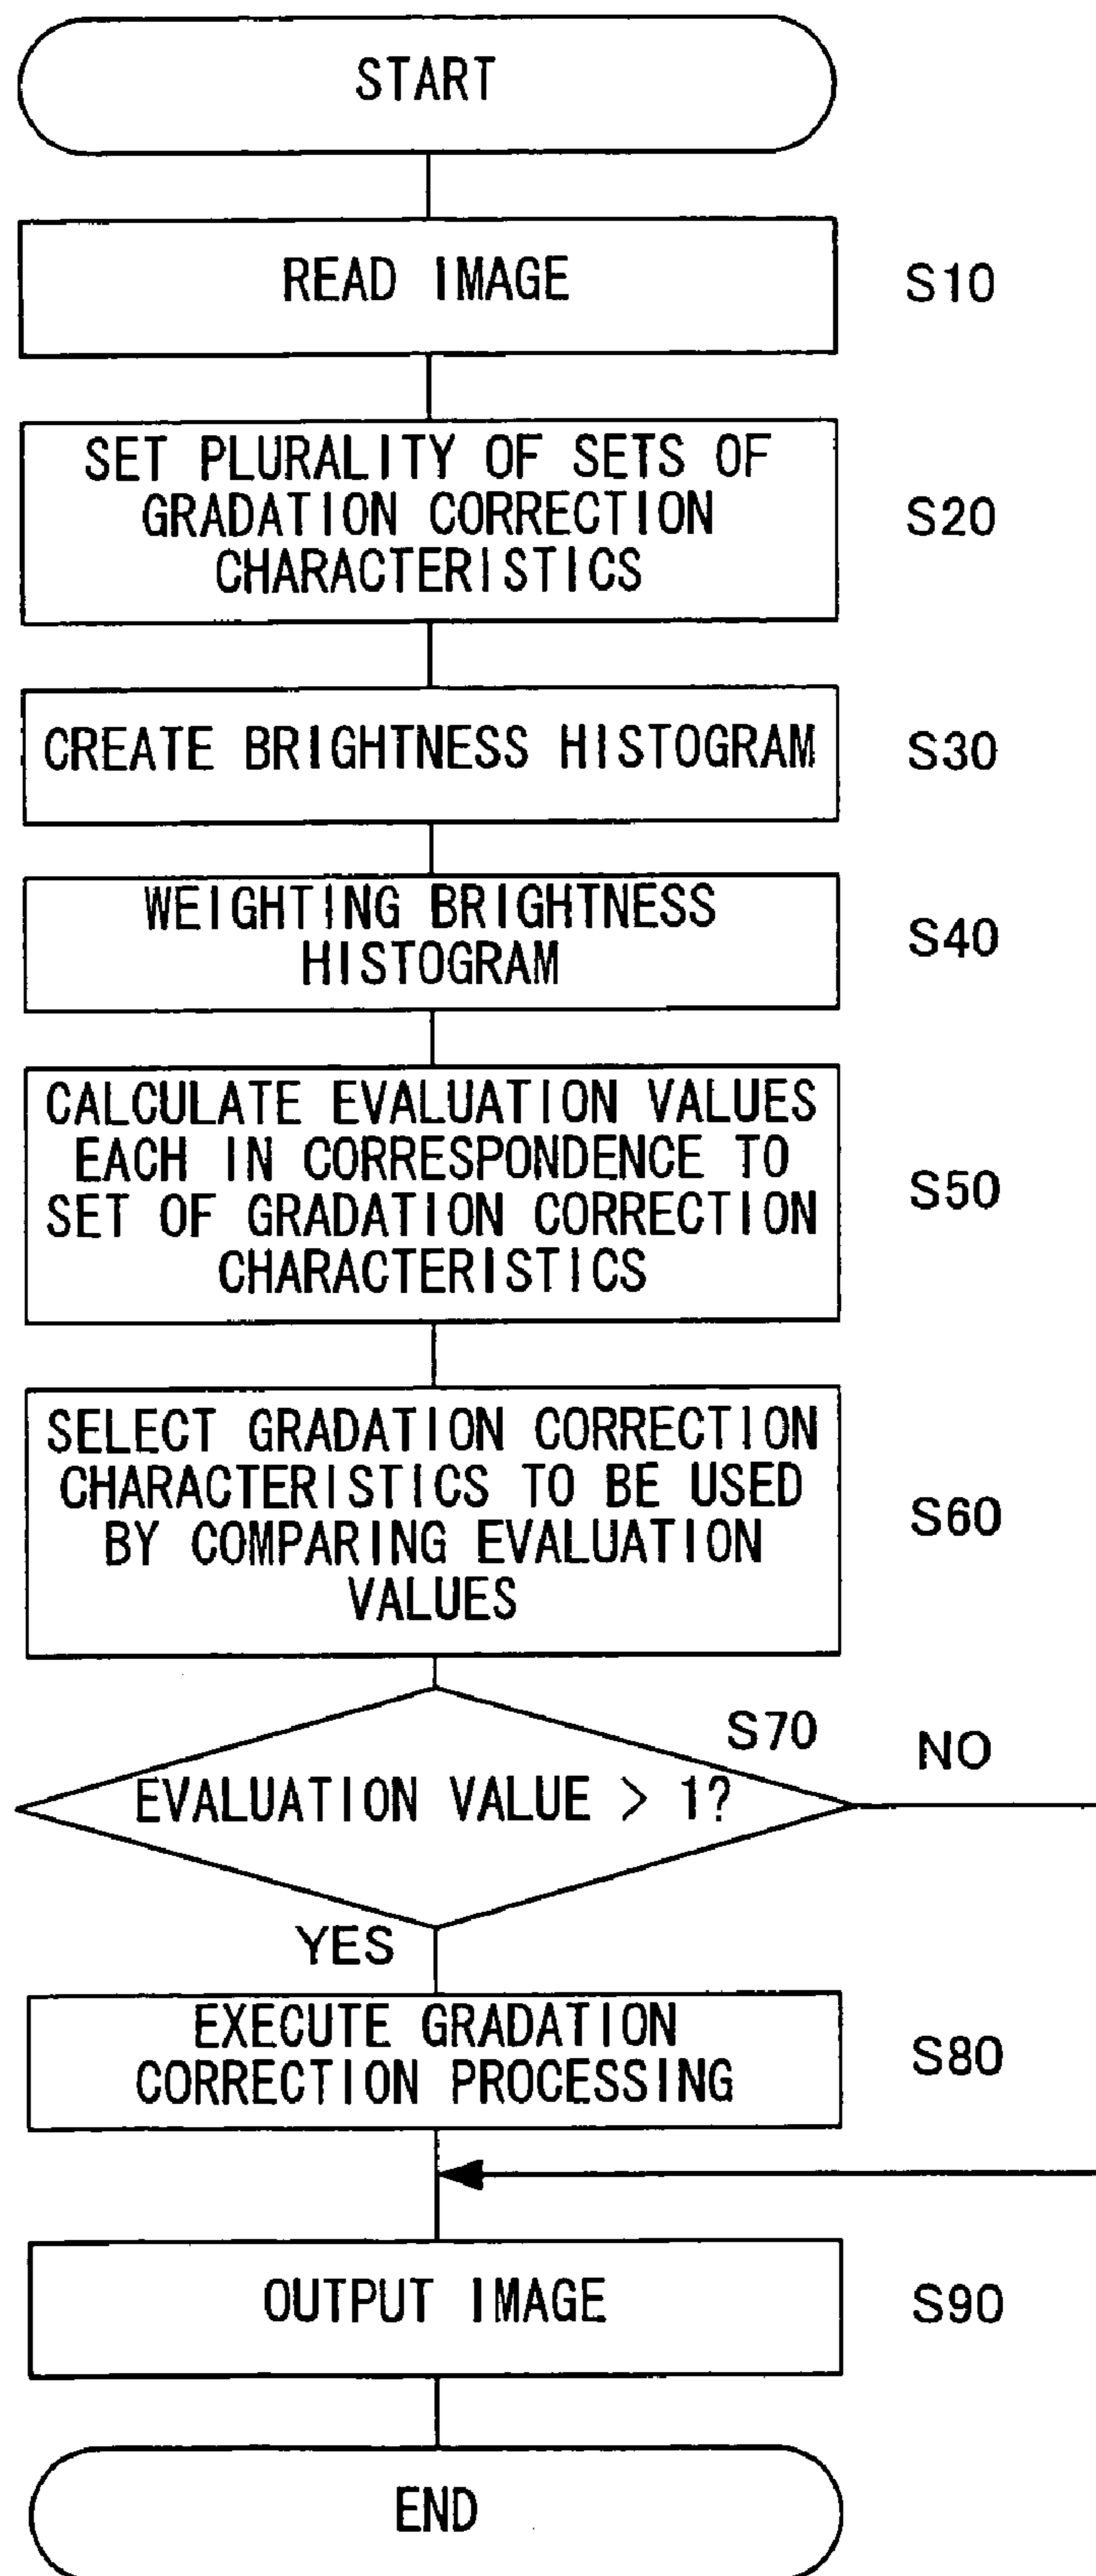 START
READ IMAGE
S10
SET PLURALITY OF SETS OF
GRADATION CORRECTION
CHARACTERISTICS
S20
CREATE BRIGHTNESS HISTOGRAM
S30
WEIGHTING BRIGHTNESS
HISTOGRAM
S40
CALCULATE EVALUATION VALUES
EACH IN CORRESPONDENCE TO
SET OF GRADATION CORRECTION
CHARACTERISTICS
S50
SELECT GRADATION CORRECTION
CHARACTERISTICS TO BE USED
BY COMPARING EVALUATION
VALUES
S60
S70
NO
EVALUATION VALUE > 1?
YES
EXECUTE GRADATION
CORRECTION PROCESSING
S80
OUTPUT IMAGE
S90
END